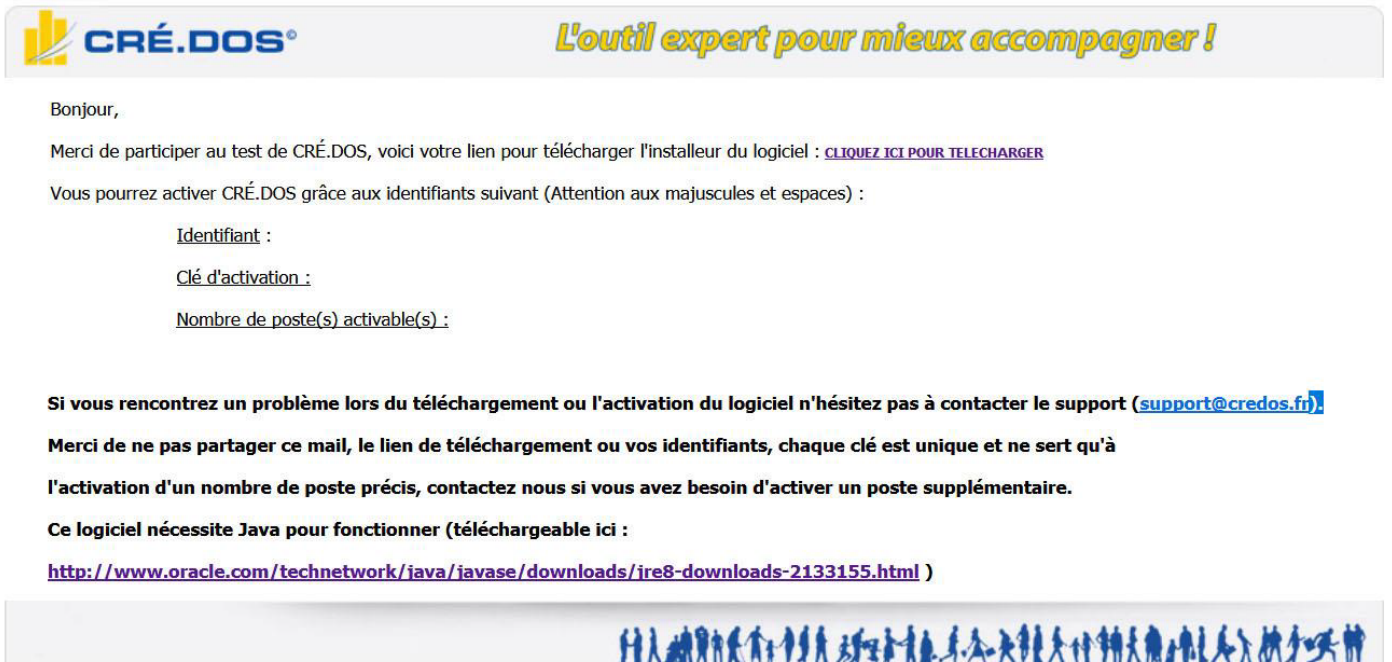 CRÉ.DOS©
L'outil expert pour mieux accompagner !
Bonjour,
Merci de participer au test de CRÉ.DOS, voici votre lien pour télécharger l'installeur du logiciel : CLIQUEZ ICI POUR TELECHARGER
Vous pourrez activer CRÉ.DOS grâce aux identifiants suivant (Attention aux majuscules et espaces) :
Identifiant :
Clé d'activation :
Nombre de poste(s) activable(s) :
Si vous rencontrez un problème lors du téléchargement ou l'activation du logiciel n'hésitez pas à contacter le support (support@credos.fr).
Merci de ne pas partager ce mail, le lien de téléchargement ou vos identifiants, chaque clé est unique et ne sert qu'à
l'activation d'un nombre de poste précis, contactez nous si vous avez besoin d'activer un poste supplémentaire.
Ce logiciel nécessite Java pour fonctionner (téléchargeable ici :
http://www.oracle.com/technetwork/java/javase/downloads/jre8-downloads-2133155.html )